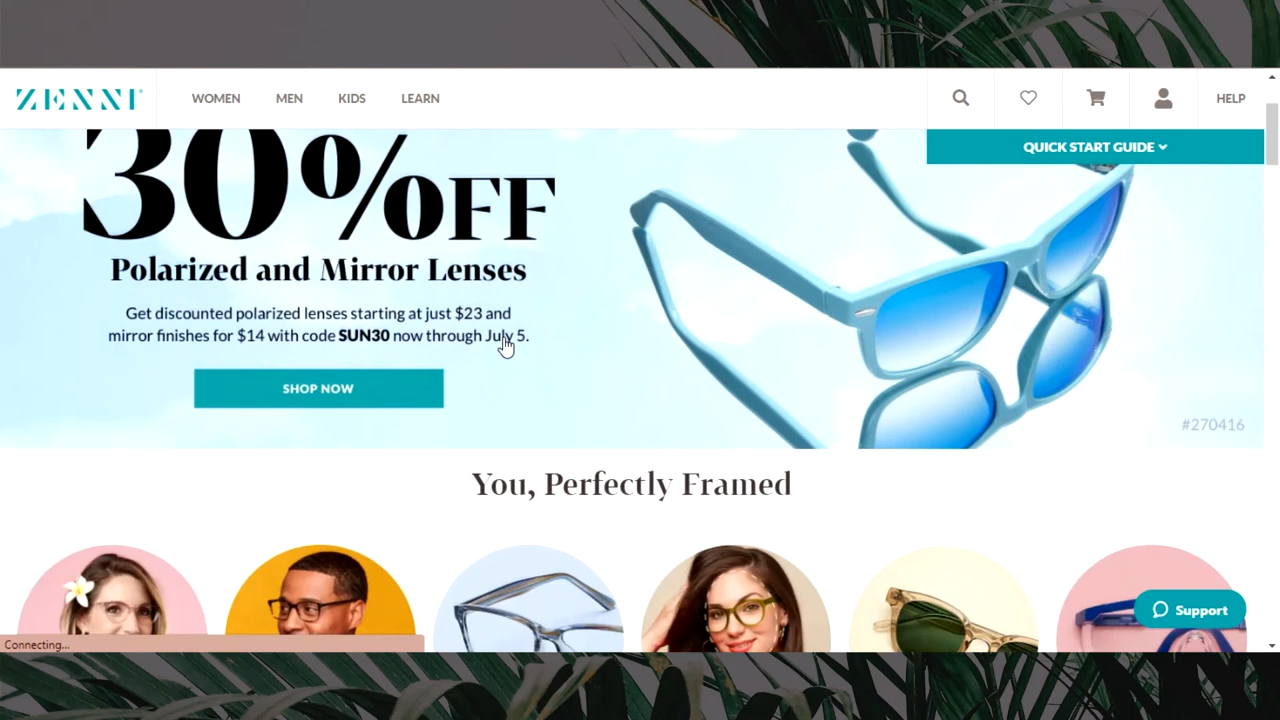 ZENNI®
WOMEN MEN KIDS LEARN HELP
QUICK START GUIDE
30%OFF
Polarized and Mirror Lenses
Get discounted polarized lenses starting at just $23 and
mirror finishes for $14 with code SUN30 now through July 5.
SHOP NOW
#270416
You, Perfectly Framed
Support
Connecting...